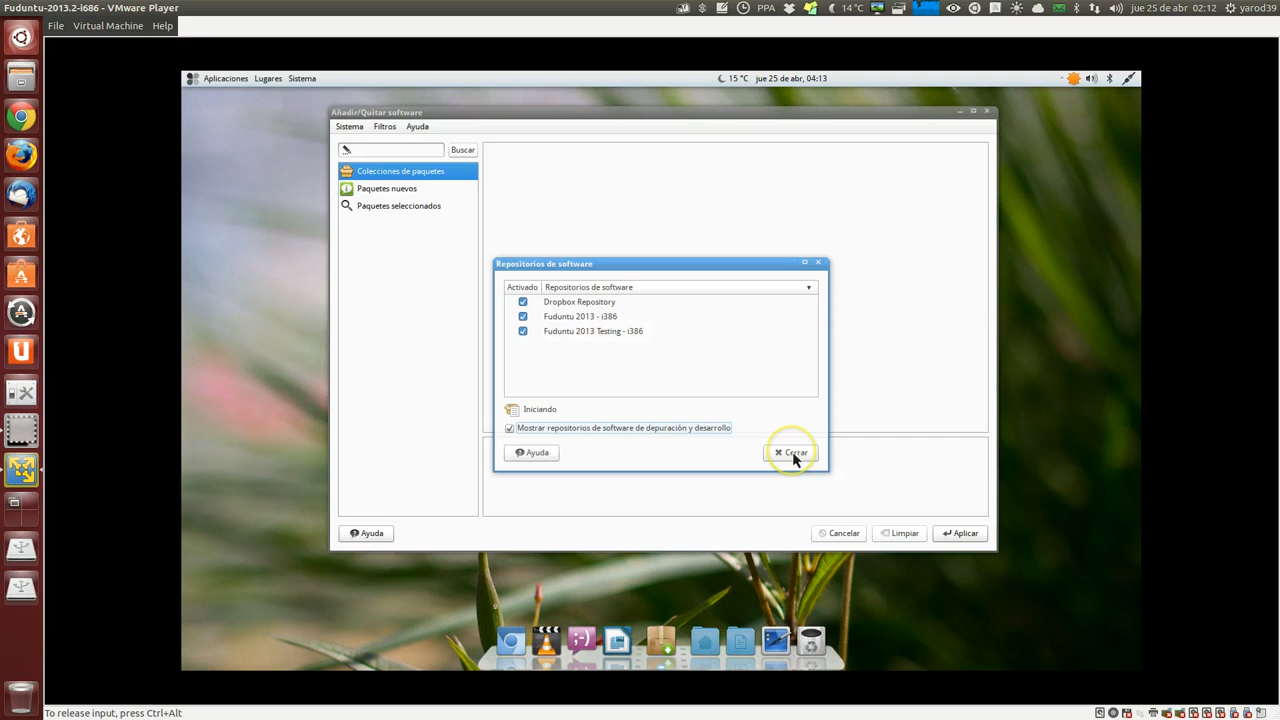 Fuduntu-2013.2-i686 - VMware Player
PPA
14 °C
jue 25 de abr, 02:12
yarod39
File Virtual Machine Help
Aplicaciones Lugares Sistema
15 °C jue 25 de abr, 04:13
Añadir/Quitar software
Sistema Filtros Ayuda
Buscar
Colecciones de paquetes
Paquetes nuevos
Paquetes seleccionados
Repositorios de software
Activado Repositorios de software
Dropbox Repository
Fuduntu 2013 - i386
Fuduntu 2013 Testing - i386
Iniciando
Mostrar repositorios de software de depuración y desarrollo
Ayuda Cerrar
Ayuda Cancelar Limpiar Aplicar
To release input, press Ctrl+Alt